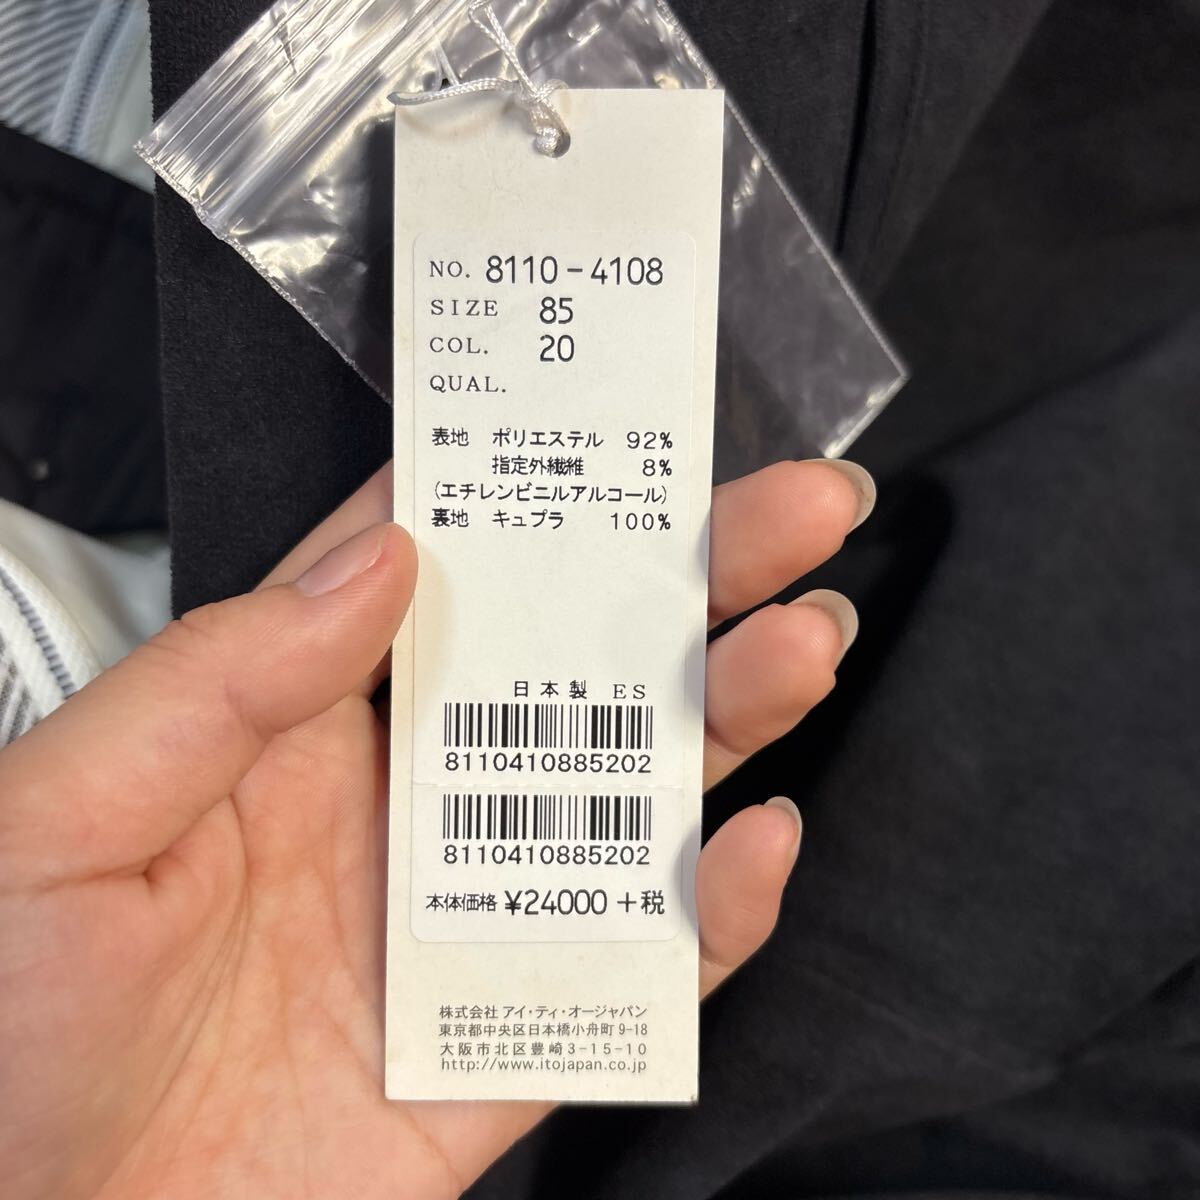 NO. 8110-4108
SIZE 85
COL. 20
QUAL.
表地 ポリエステル 92%
指定外繊維 8%
(エチレンビニルアルコール)
裏地 キュプラ 100%
日本製 ES
8110410885202
8110410885202
本体価格 ¥24000+税
株式会社 アイ・ティ・オージャパン
東京都中央区日本橋小舟町 9-18
大阪市北区豊崎 3-15-10
http://www.itojapan.co.jp